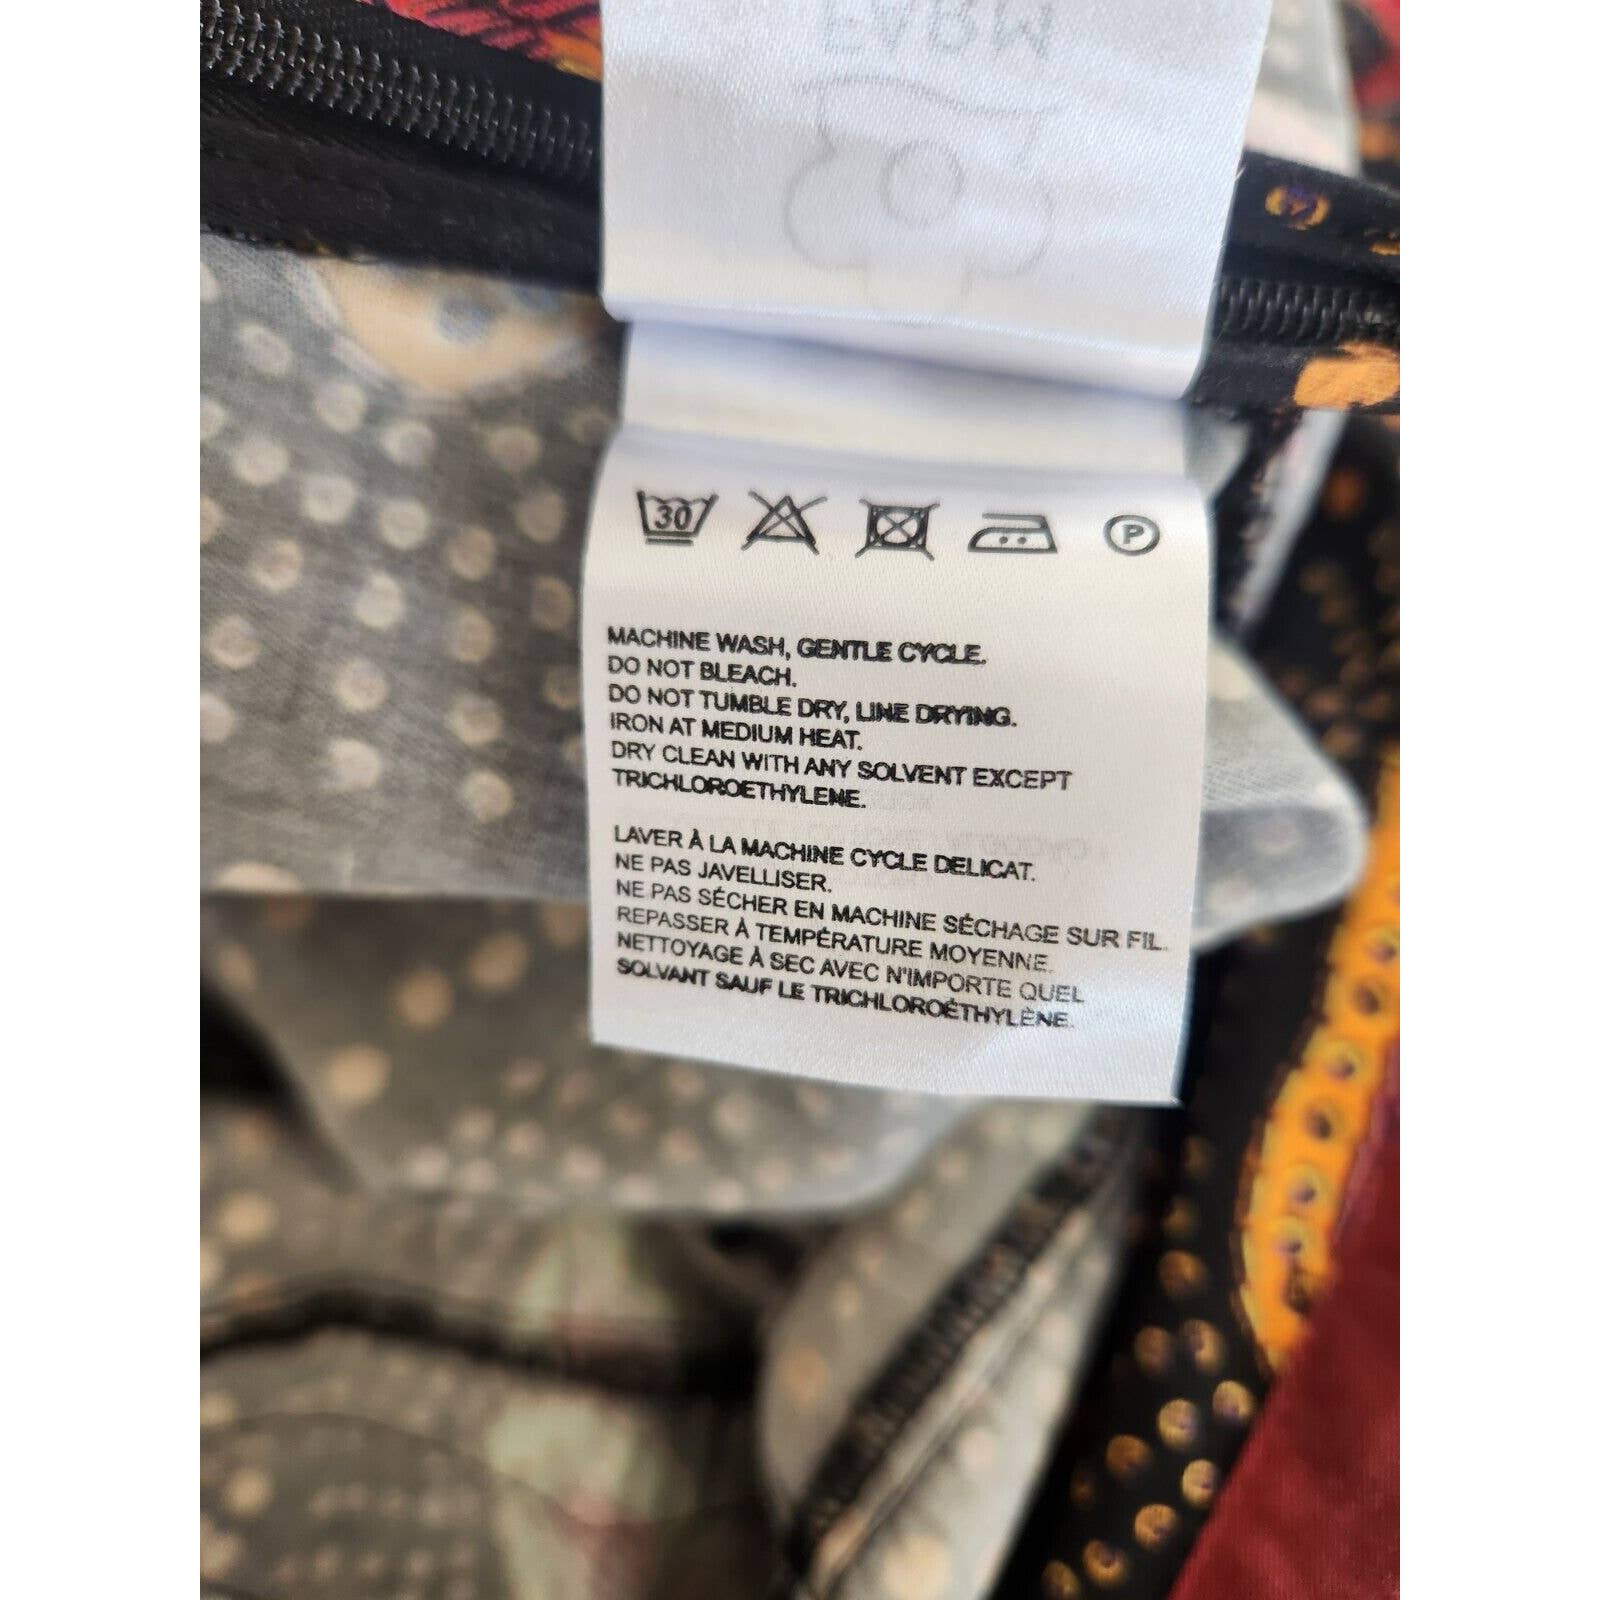 30
P
MACHINE WASH, GENTLE CYCLE.
DO NOT BLEACH.
DO NOT TUMBLE DRY, LINE DRYING.
IRON AT MEDIUM HEAT.
DRY CLEAN WITH ANY SOLVENT EXCEPT
TRICHLOROETHYLENE.
LAVER À LA MACHINE CYCLE DELICAT.
NE PAS JAVELLISER.
NE PAS SÉCHER EN MACHINE SÉCHAGE SUR FIL.
REPASSER À TEMPÉRATURE MOYENNE.
NETTOYAGE À SEC AVEC N'IMPORTE QUEL
SOLVANT SAUF LE TRICHLOROÉTHYLÈNE.